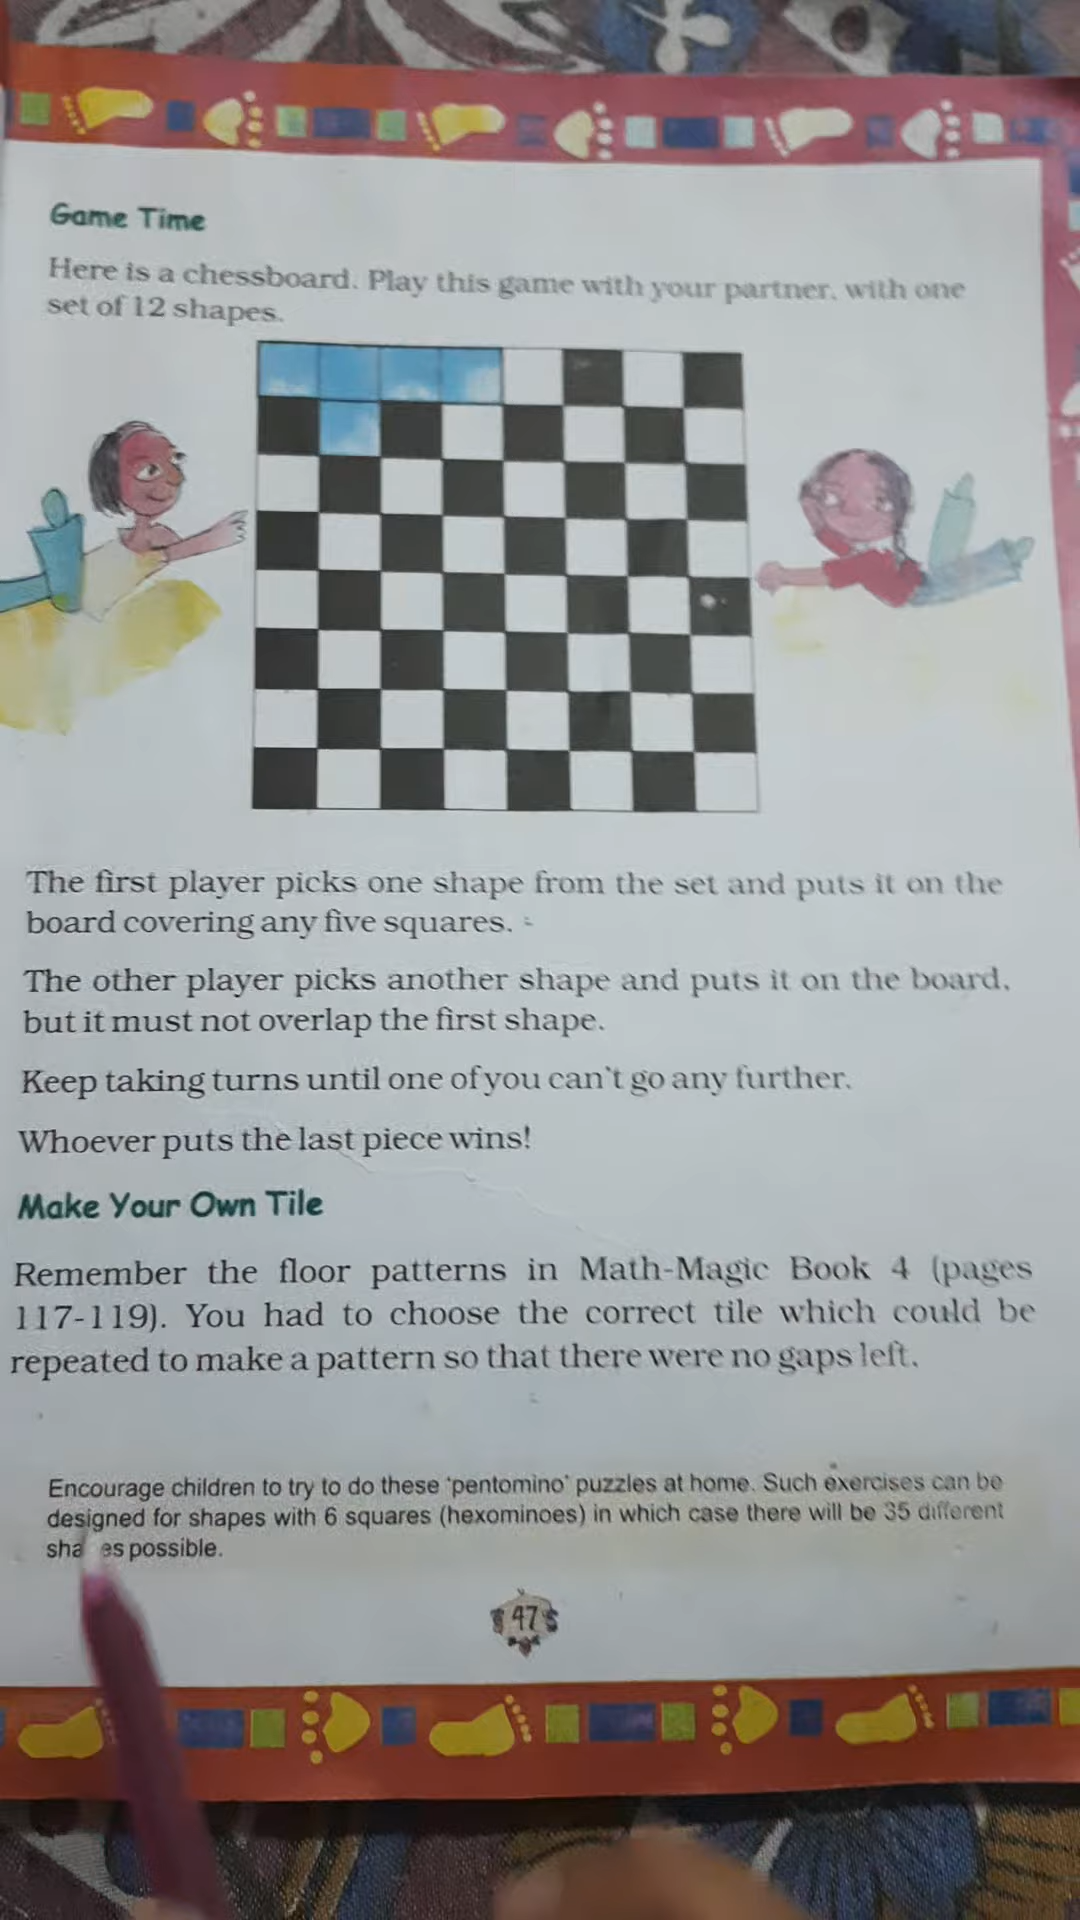 Game Time
Here is a chessboard. Play this game with your partner, with one
set of 12 shapes.
The first player picks one shape from the set and puts it on the
board covering any five squares.
The other player picks another shape and puts it on the board,
but it must not overlap the first shape.
Keep taking turns until one of you can't go any further.
Whoever puts the last piece wins!
Make Your Own Tile
Remember the floor patterns in Math-Magic Book 4 (pages
117-119). You had to choose the correct tile which could be
repeated to make a pattern so that there were no gaps left.
Encourage children to try to do these 'pentomino' puzzles at home. Such exercises can be
designed for shapes with 6 squares (hexominoes) in which case there will be 35 different
possible.
47